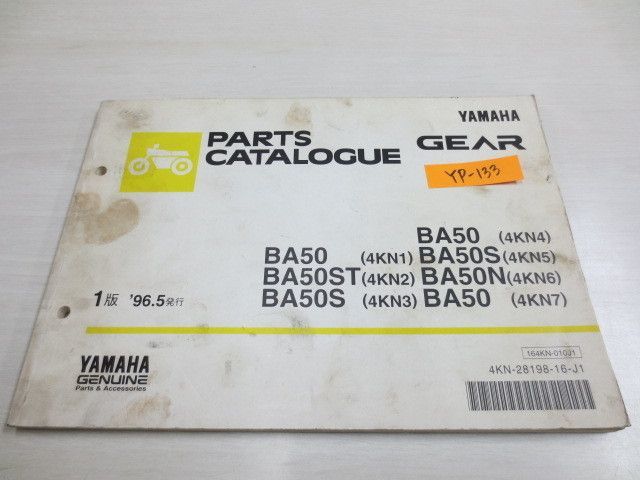 YAMAHA
PARTS CATALOGUE
GEAR
YP-133
BA50 (4KN1)
BA50ST (4KN2)
BA50S (4KN3)
BA50 (4KN4)
BA50S (4KN5)
BA50N (4KN6)
BA50 (4KN7)
1版 '96.5発行
YAMAHA
GENUINE
Parts & Accessories
164KN-010J1
4KN-28198-16-J1